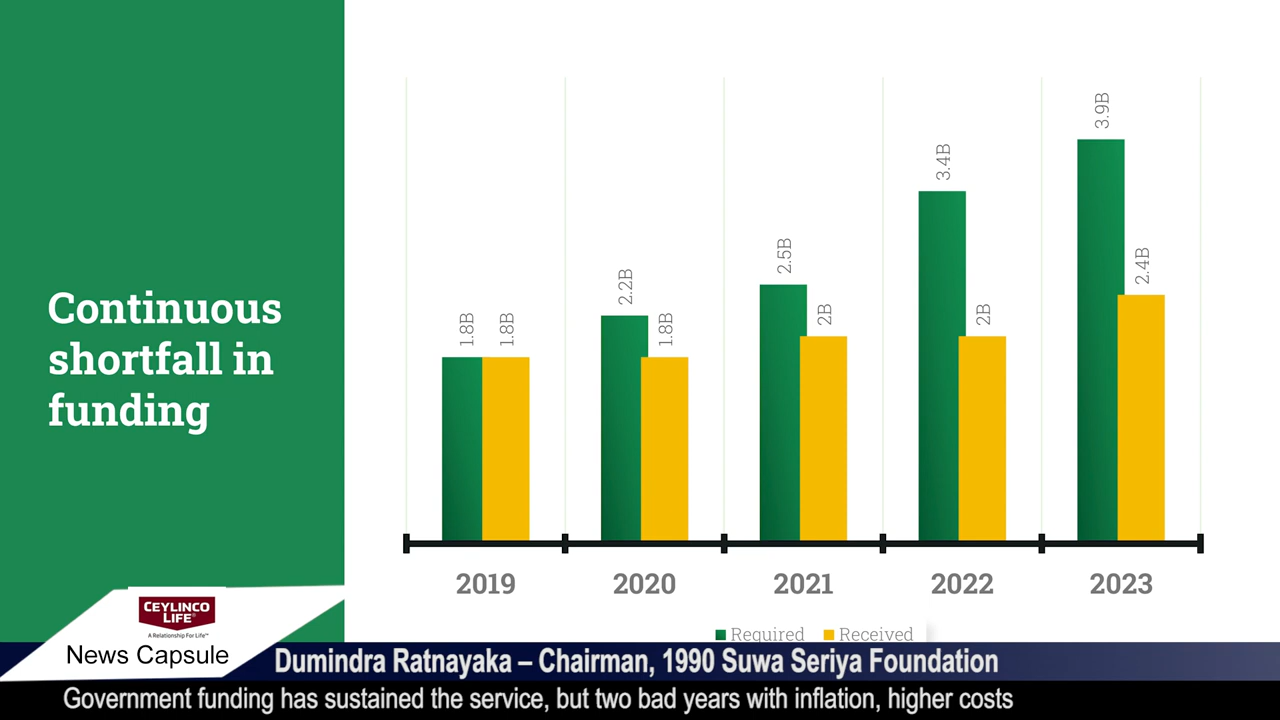 Continuous
shortfall in
funding
1.8B
1.8B
2.2B
1.8B
2.5B
2B
3.4B
2B
3.9B
2.4B
2019
2020
2021
2022
2023
Required
Received
CEYLINCO
LIFE®
A Relationship For Life™
News Capsule
Dumindra Ratnayaka – Chairman, 1990 Suwa Seriya Foundation
Government funding has sustained the service, but two bad years with inflation, higher costs